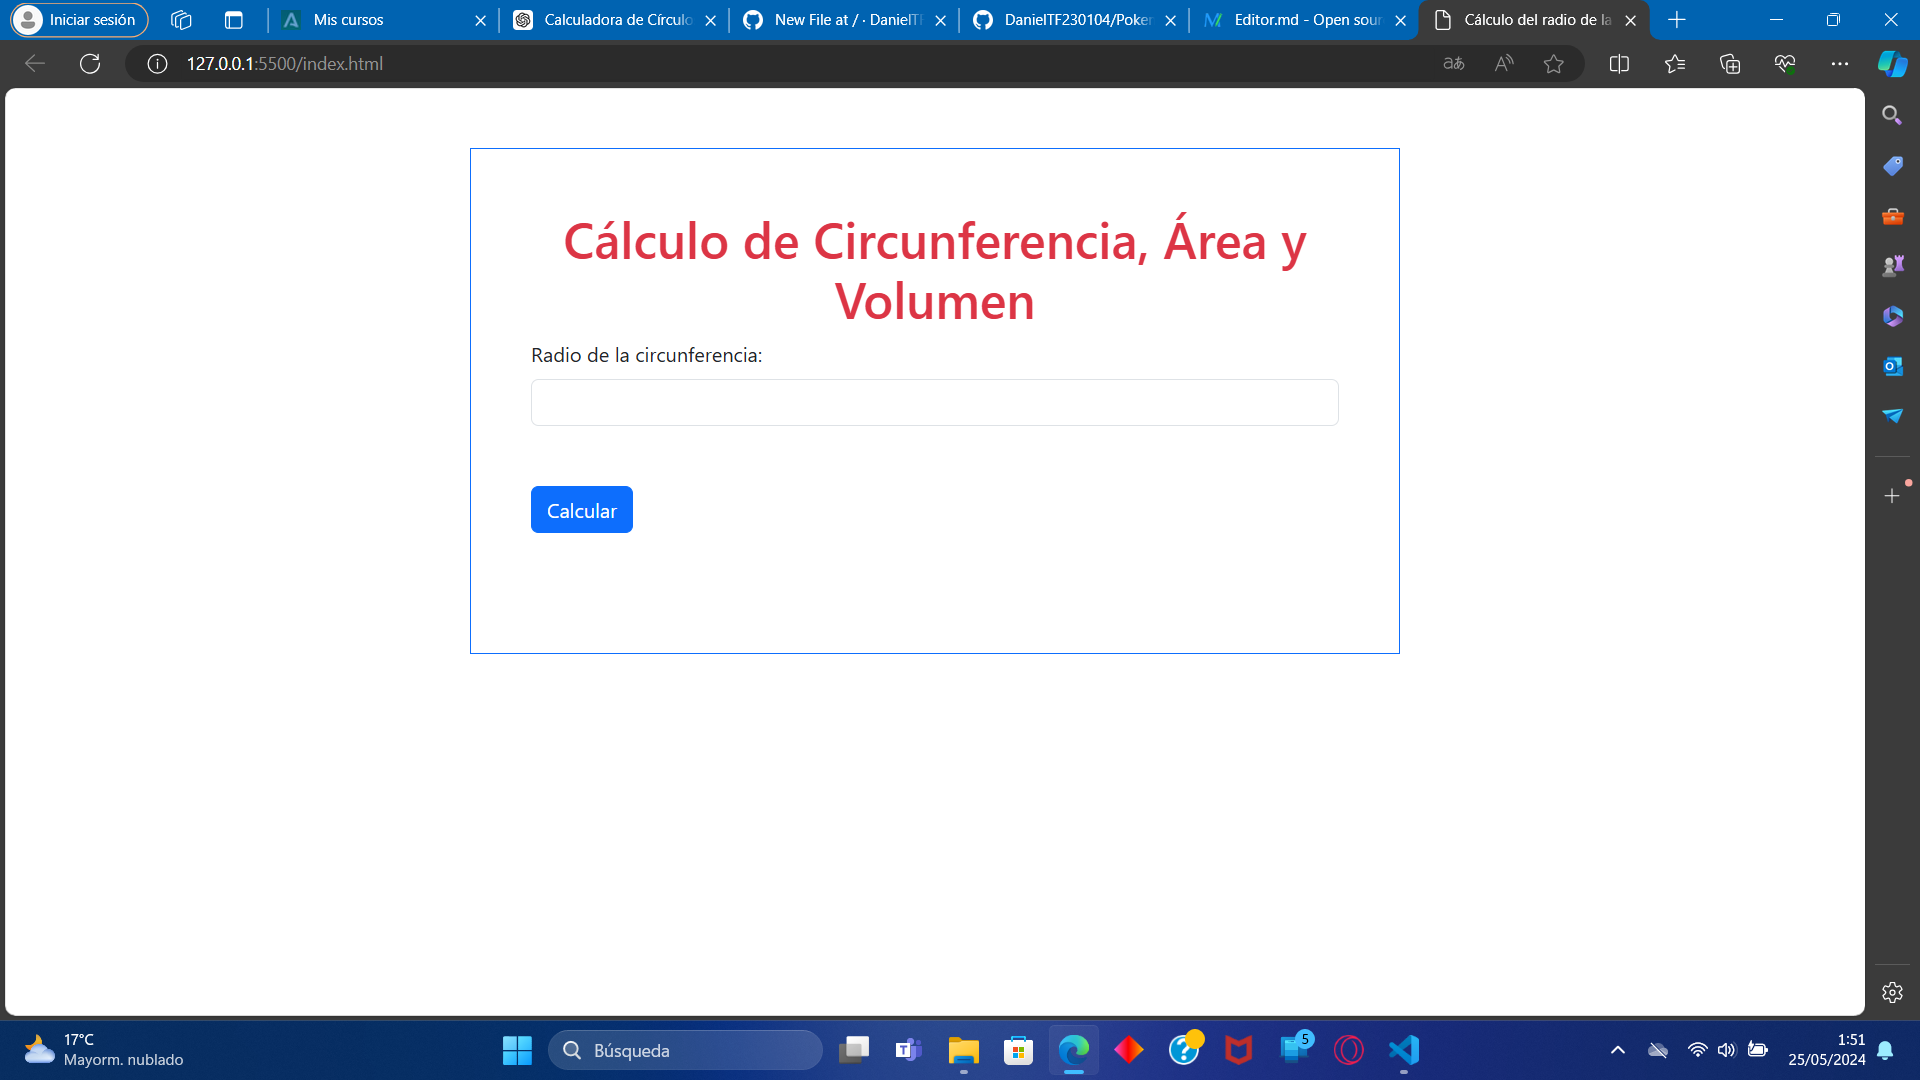 Iniciar sesión
Mis cursos
Calculadora de Círculo
New File at / · DanielTF
DanielTF230104/Poker
Editor.md - Open sour
Cálculo del radio de la
127.0.0.1:5500/index.html
Cálculo de Circunferencia, Área y
Volumen
Radio de la circunferencia:
Calcular
17°C
Mayorm. nublado
Búsqueda
5
1:51
25/05/2024